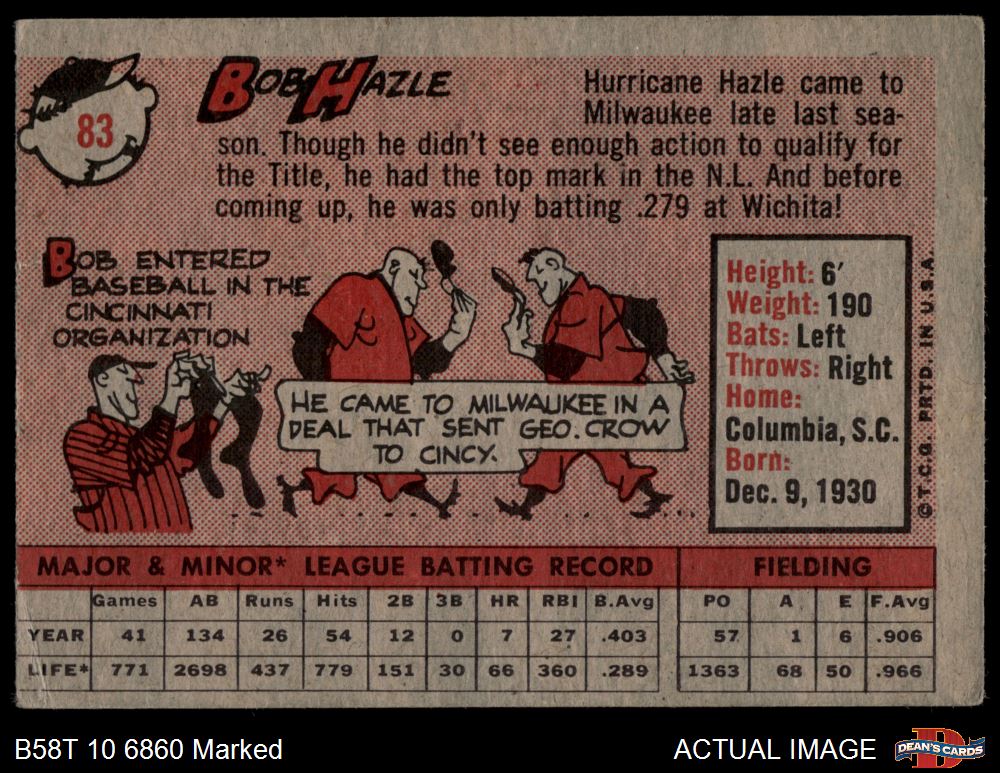 83
BOB HAZLE
Hurricane Hazle came to
Milwaukee late last sea-
son. Though he didn't see enough action to qualify for
the Title, he had the top mark in the N.L. And before
coming up, he was only batting .279 at Wichita!
BOB ENTERED
BASEBALL IN THE
CINCINNATI
ORGANIZATION
HE CAME TO MILWAUKEE IN A
DEAL THAT SENT GEO. CROW
TO CINCY.
Height: 6'
Weight: 190
Bats: Left
Throws: Right
Home:
Columbia, S.C.
Born:
Dec. 9, 1930
©T.C.G. PRTD. IN U.S.A.
MAJOR & MINOR* LEAGUE BATTING RECORD FIELDING
Games AB Runs Hits 2B 3B HR RBI B.Avg PO A E F.Avg
YEAR 41 134 26 54 12 0 7 27 .403 57 1 6 .906
LIFE* 771 2698 437 779 151 30 66 360 .289 1363 68 50 .966
B58T 10 6860 Marked
ACTUAL IMAGE
DEAN'S CARDS